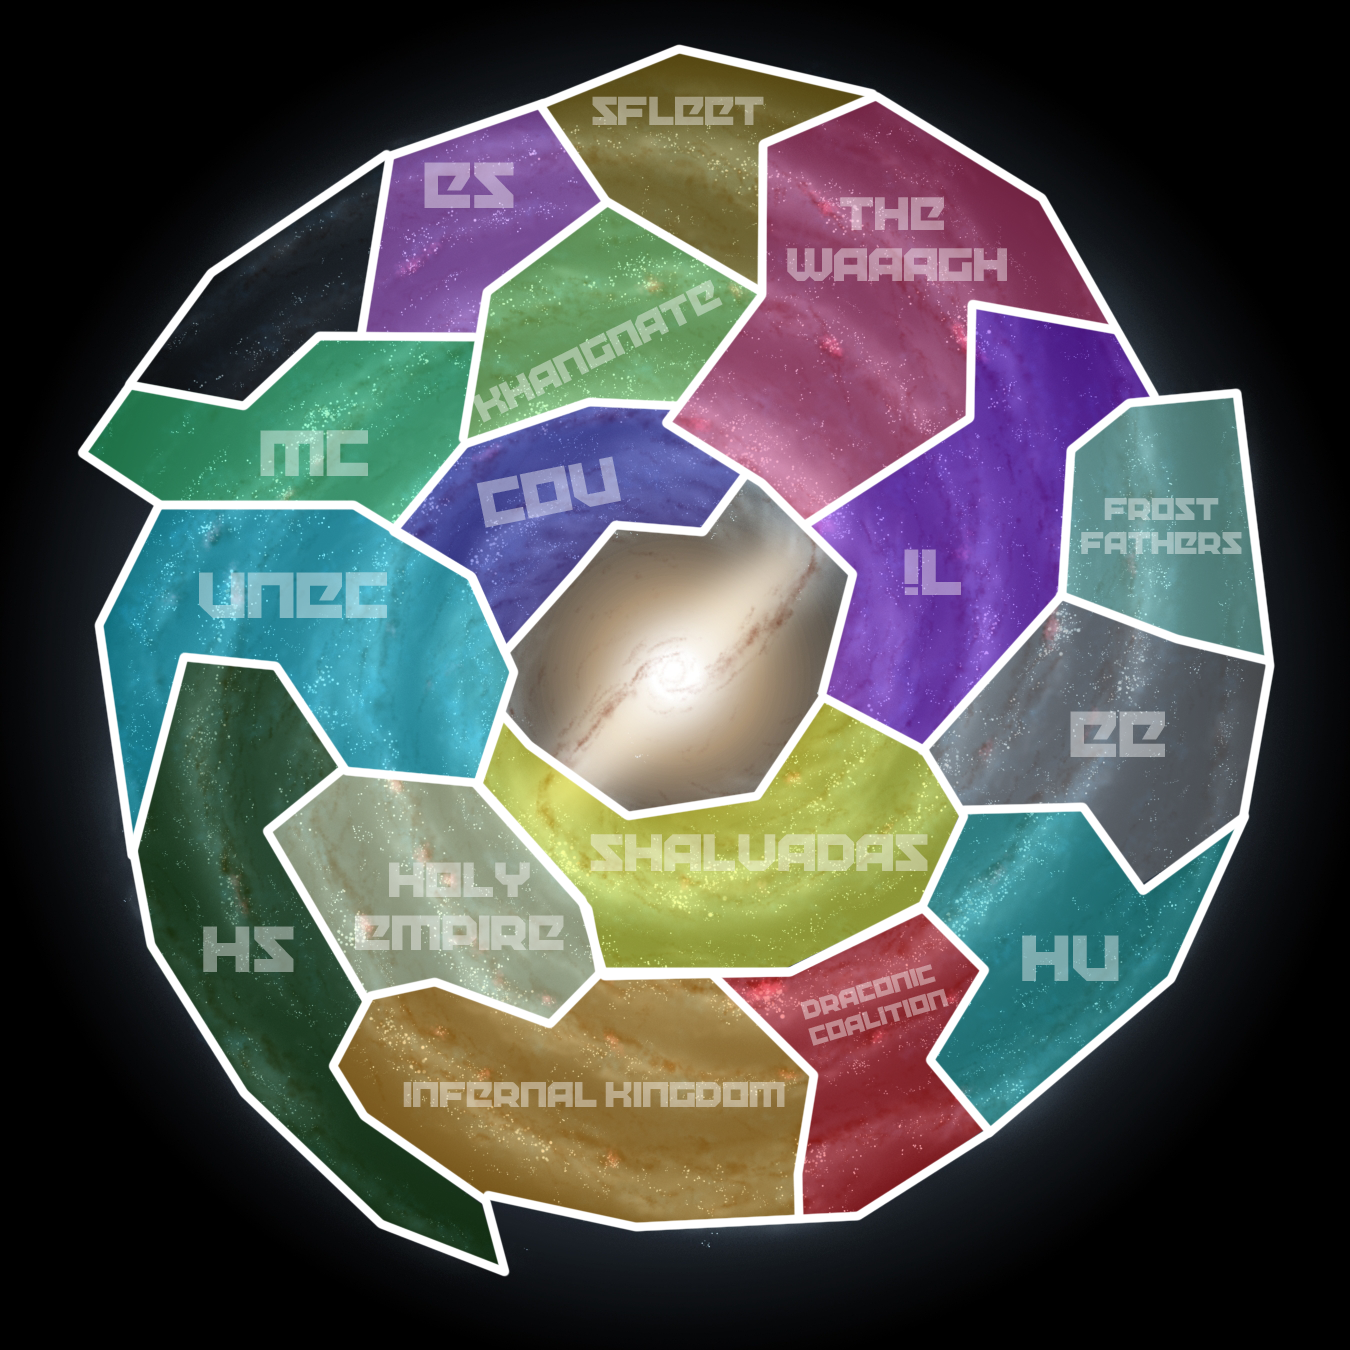 SFLEET
ES
THE
WAAAGH
KHANGNATE
MC
COU
FROST
FATHERS
!L
UNEC
EE
SHALVADAS
HOLY
EMPIRE
HS
HU
DRACONIC
COALITION
INFERNAL KINGDOM